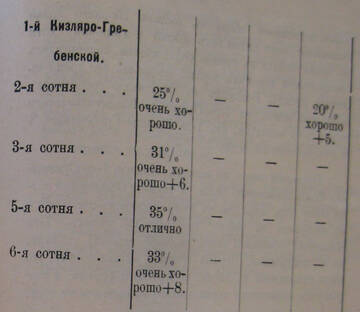 1-й Кизляро-Гре-
бенской.
2-я сотня . . . 25% — — 20%
очень хо- хорошо
рошо. +5.
3-я сотня . . . 31% — — —
очень хо-
рошо+6.
5-я сотня . . . 35% — — —
отлично
6-я сотня . . . 33% — — —
очень хо-
рошо+8.